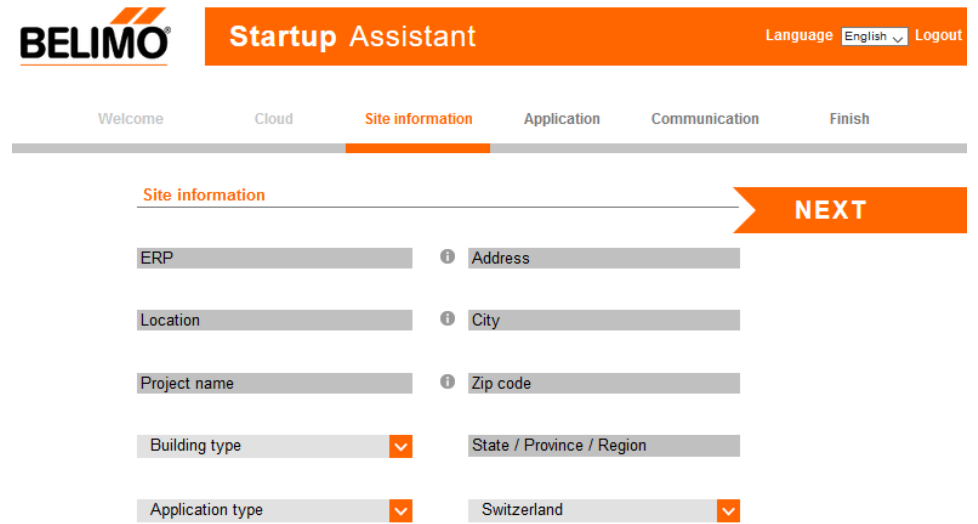 BELIMO®
Startup Assistant
Language English Logout
Welcome Cloud Site information Application Communication Finish
Site information
NEXT
ERP Address
Location City
Project name Zip code
Building type State / Province / Region
Application type Switzerland